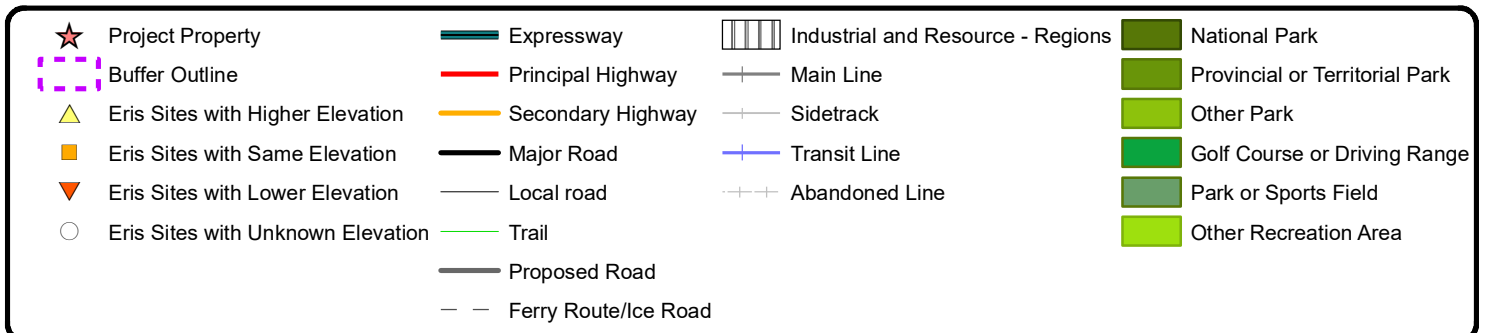 Project Property
Buffer Outline
Eris Sites with Higher Elevation
Eris Sites with Same Elevation
Eris Sites with Lower Elevation
Eris Sites with Unknown Elevation
Expressway
Principal Highway
Secondary Highway
Major Road
Local road
Trail
Proposed Road
Ferry Route/Ice Road
Industrial and Resource - Regions
Main Line
Sidetrack
Transit Line
Abandoned Line
National Park
Provincial or Territorial Park
Other Park
Golf Course or Driving Range
Park or Sports Field
Other Recreation Area